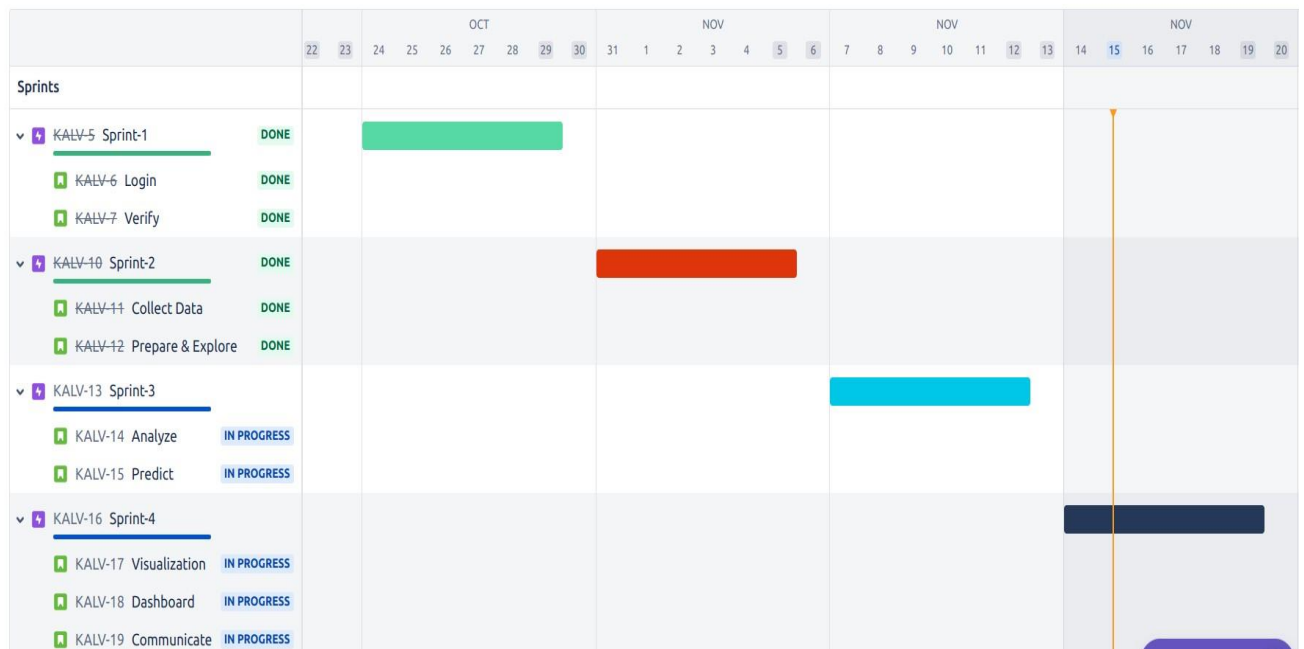 OCT NOV NOV NOV
22 23 24 25 26 27 28 29 30 31 1 2 3 4 5 6 7 8 9 10 11 12 13 14 15 16 17 18 19 20
Sprints
KALV-5 Sprint-1 DONE
KALV-6 Login DONE
KALV-7 Verify DONE
KALV-10 Sprint-2 DONE
KALV-11 Collect Data DONE
KALV-12 Prepare & Explore DONE
KALV-13 Sprint-3
KALV-14 Analyze IN PROGRESS
KALV-15 Predict IN PROGRESS
KALV-16 Sprint-4
KALV-17 Visualization IN PROGRESS
KALV-18 Dashboard IN PROGRESS
KALV-19 Communicate IN PROGRESS